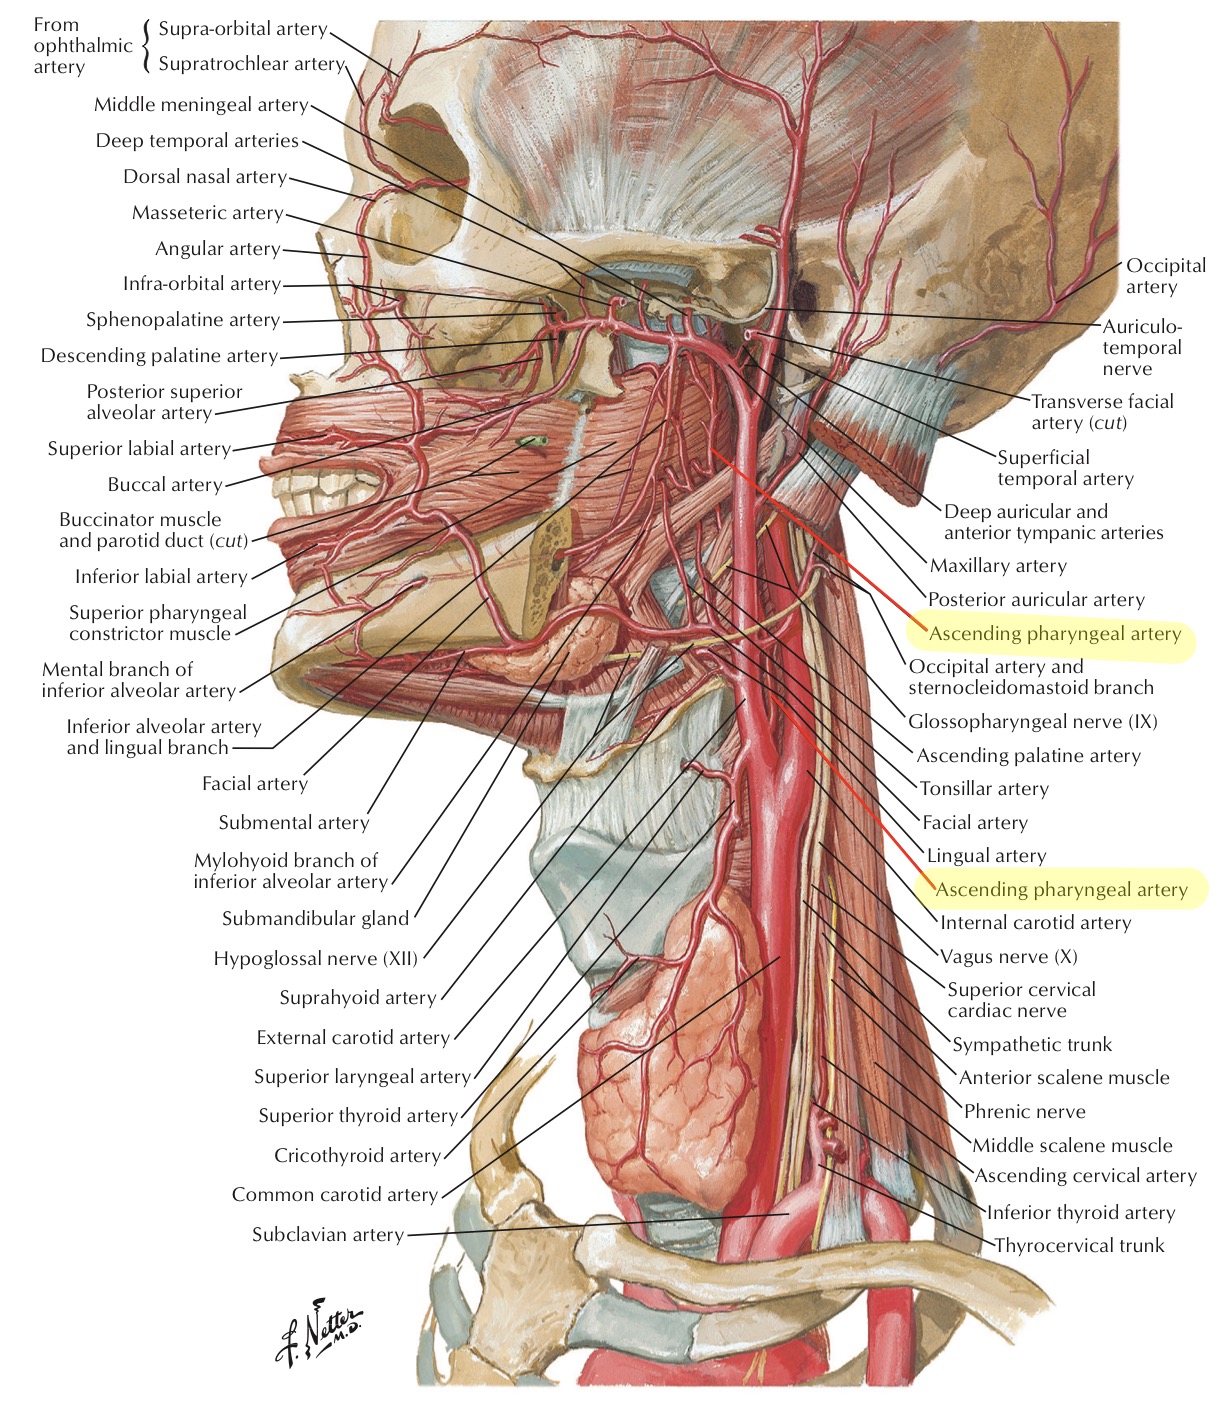 From
ophthalmic
artery
Supra-orbital artery
Supratrochlear artery
Middle meningeal artery
Deep temporal arteries
Dorsal nasal artery
Masseteric artery
Angular artery
Infra-orbital artery
Sphenopalatine artery
Descending palatine artery
Posterior superior
alveolar artery
Superior labial artery
Buccal artery
Buccinator muscle
and parotid duct (cut)
Inferior labial artery
Superior pharyngeal
constrictor muscle
Mental branch of
inferior alveolar artery
Inferior alveolar artery
and lingual branch
Facial artery
Submental artery
Mylohyoid branch of
inferior alveolar artery
Submandibular gland
Hypoglossal nerve (XII)
Suprahyoid artery
External carotid artery
Superior laryngeal artery
Superior thyroid artery
Cricothyroid artery
Common carotid artery
Subclavian artery
Occipital
artery
Auriculo-
temporal
nerve
Transverse facial
artery (cut)
Superficial
temporal artery
Deep auricular and
anterior tympanic arteries
Maxillary artery
Posterior auricular artery
Ascending pharyngeal artery
Occipital artery and
sternocleidomastoid branch
Glossopharyngeal nerve (IX)
Ascending palatine artery
Tonsillar artery
Facial artery
Lingual artery
Ascending pharyngeal artery
Internal carotid artery
Vagus nerve (X)
Superior cervical
cardiac nerve
Sympathetic trunk
Anterior scalene muscle
Phrenic nerve
Middle scalene muscle
Ascending cervical artery
Inferior thyroid artery
Thyrocervical trunk
F. Netter
M.D.